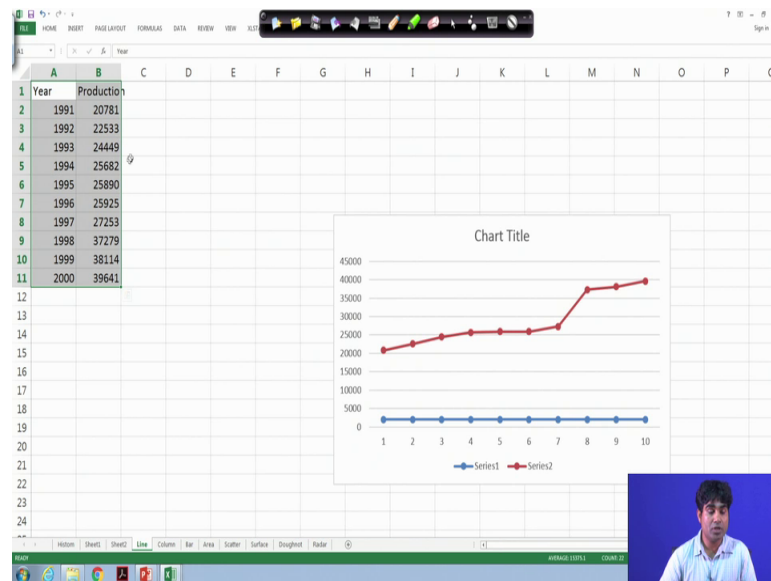 Sign in
FILE HOME INSERT PAGE LAYOUT FORMULAS DATA REVIEW VIEW XLST
A1 fx Year
A B C D E F G H I J K L M N O P
1 Year Production
2 1991 20781
3 1992 22533
4 1993 24449
5 1994 25682
6 1995 25890
7 1996 25925
8 1997 27253
9 1998 37279
10 1999 38114
11 2000 39641
12
13
14
15
16
17
18
19
20
21
22
23
24
Chart Title
45000
40000
35000
30000
25000
20000
15000
10000
5000
0
1 2 3 4 5 6 7 8 9 10
Series1 Series2
Histom Sheet1 Sheet2 Line Column Bar Area Scatter Surface Doughnut Radar
READY AVERAGE: 15375.1 COUNT: 22